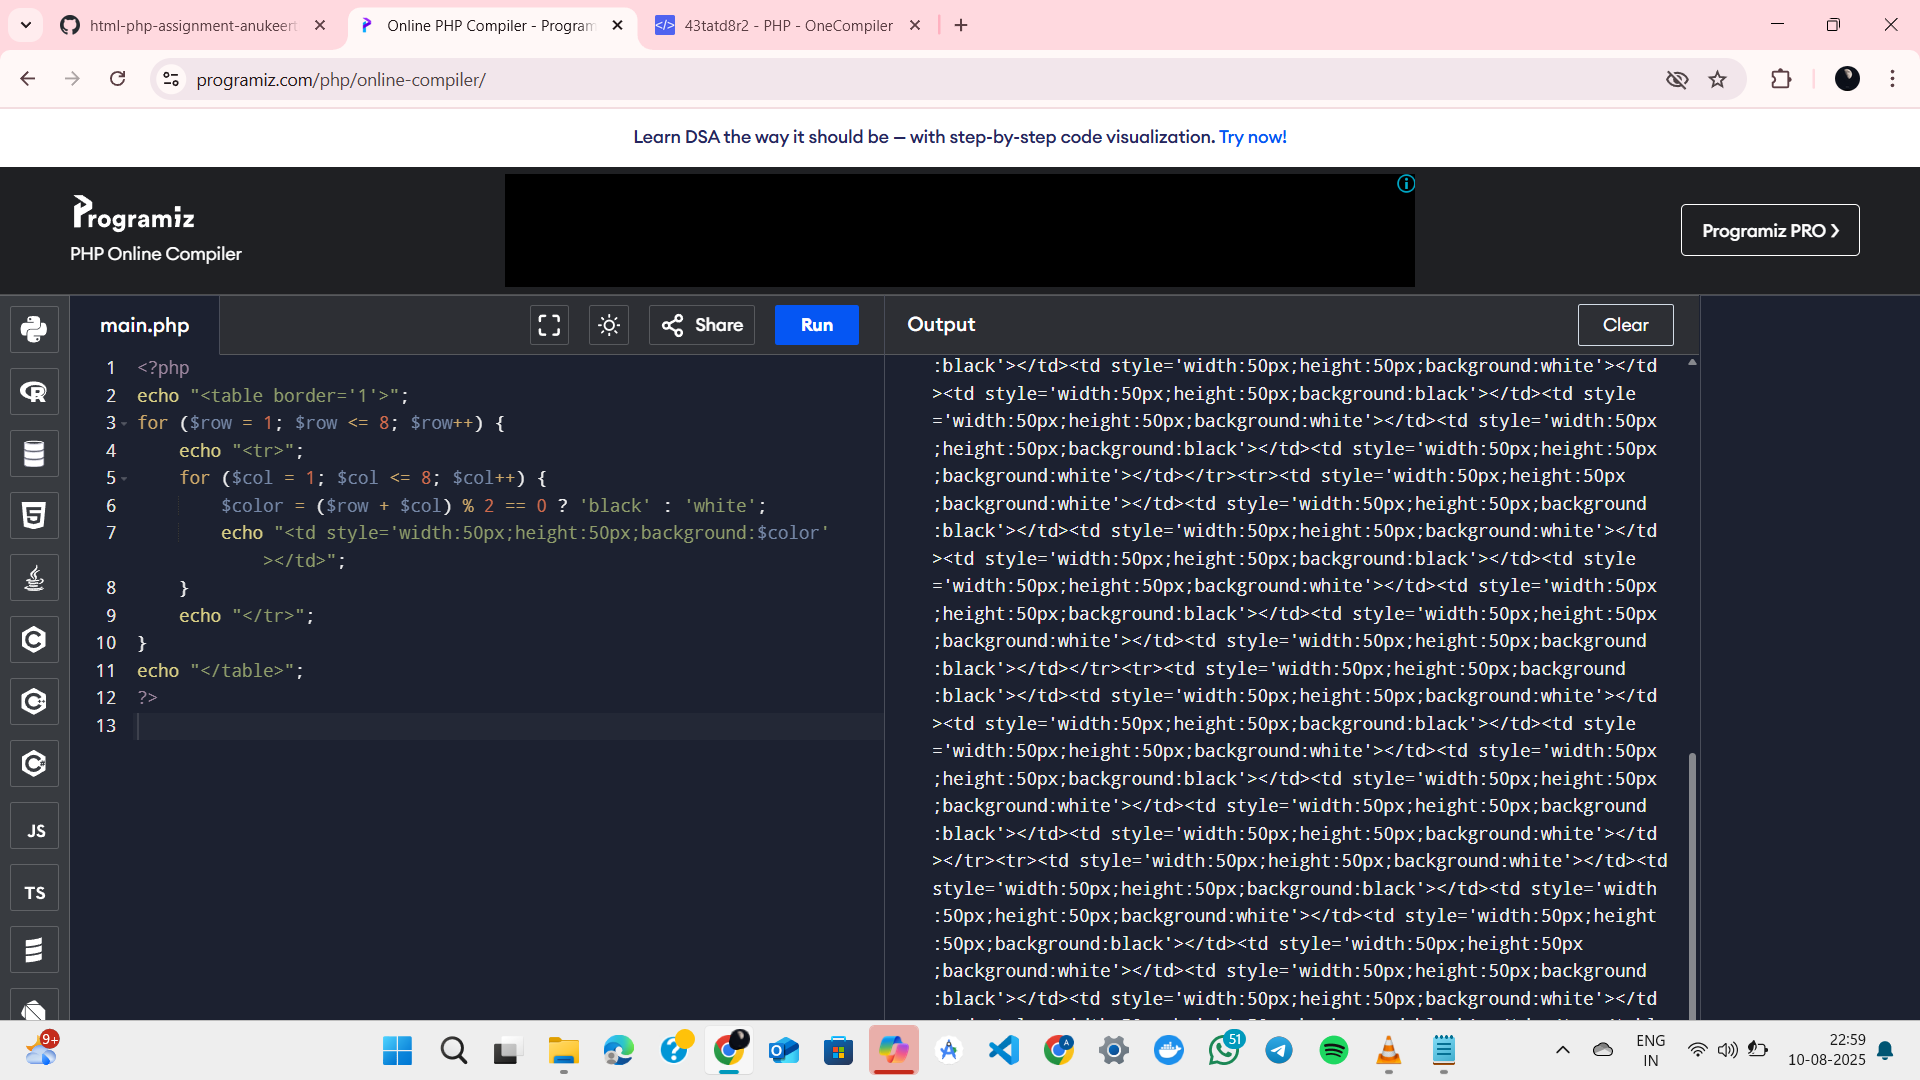 html-php-assignment-anukeert
Online PHP Compiler - Program
43tatd8r2 - PHP - OneCompiler
programiz.com/php/online-compiler/
Learn DSA the way it should be — with step-by-step code visualization. Try now!
Programiz
PHP Online Compiler
Programiz PRO ❯
main.php
Share
Run
Output
Clear
1 <?php
2 echo "<table border='1'>";
3 for ($row = 1; $row <= 8; $row++) {
4 echo "<tr>";
5 for ($col = 1; $col <= 8; $col++) {
6 $color = ($row + $col) % 2 == 0 ? 'black' : 'white';
7 echo "<td style='width:50px;height:50px;background:$color'
></td>";
8 }
9 echo "</tr>";
10 }
11 echo "</table>";
12 ?>
13
:black'></td><td style='width:50px;height:50px;background:white'></td
><td style='width:50px;height:50px;background:black'></td><td style
='width:50px;height:50px;background:white'></td><td style='width:50px
;height:50px;background:black'></td><td style='width:50px;height:50px
;background:white'></td></tr><tr><td style='width:50px;height:50px
;background:white'></td><td style='width:50px;height:50px;background
:black'></td><td style='width:50px;height:50px;background:white'></td
><td style='width:50px;height:50px;background:black'></td><td style
='width:50px;height:50px;background:white'></td><td style='width:50px
;height:50px;background:black'></td><td style='width:50px;height:50px
;background:white'></td><td style='width:50px;height:50px;background
:black'></td></tr><tr><td style='width:50px;height:50px;background
:black'></td><td style='width:50px;height:50px;background:white'></td
><td style='width:50px;height:50px;background:black'></td><td style
='width:50px;height:50px;background:white'></td><td style='width:50px
;height:50px;background:black'></td><td style='width:50px;height:50px
;background:white'></td><td style='width:50px;height:50px;background
:black'></td><td style='width:50px;height:50px;background:white'></td
></tr><tr><td style='width:50px;height:50px;background:white'></td><td
style='width:50px;height:50px;background:black'></td><td style='width
:50px;height:50px;background:white'></td><td style='width:50px;height
:50px;background:black'></td><td style='width:50px;height:50px
;background:white'></td><td style='width:50px;height:50px;background
:black'></td><td style='width:50px;height:50px;background:white'></td
JS
TS
9+
51
ENG
IN
22:59
10-08-2025